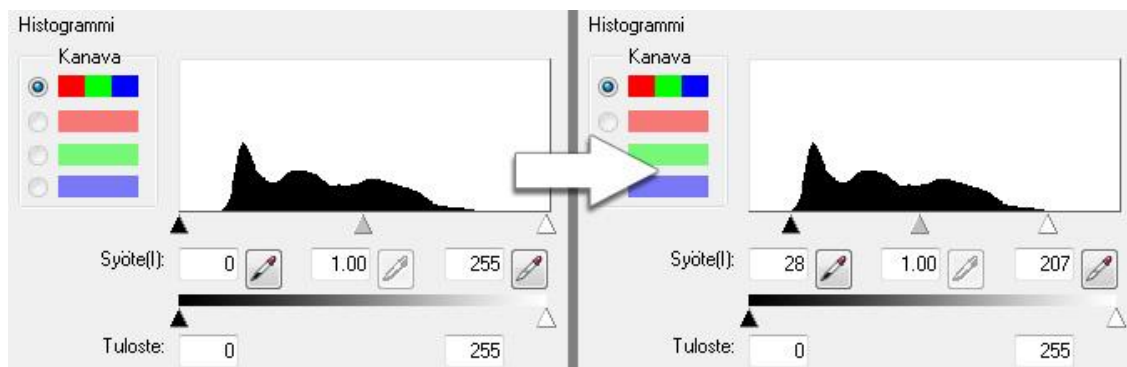 Histogrammi
Kanava
Syöte(I): 0 1.00 255
Tuloste: 0 255
Histogrammi
Kanava
Syöte(I): 28 1.00 207
Tuloste: 0 255